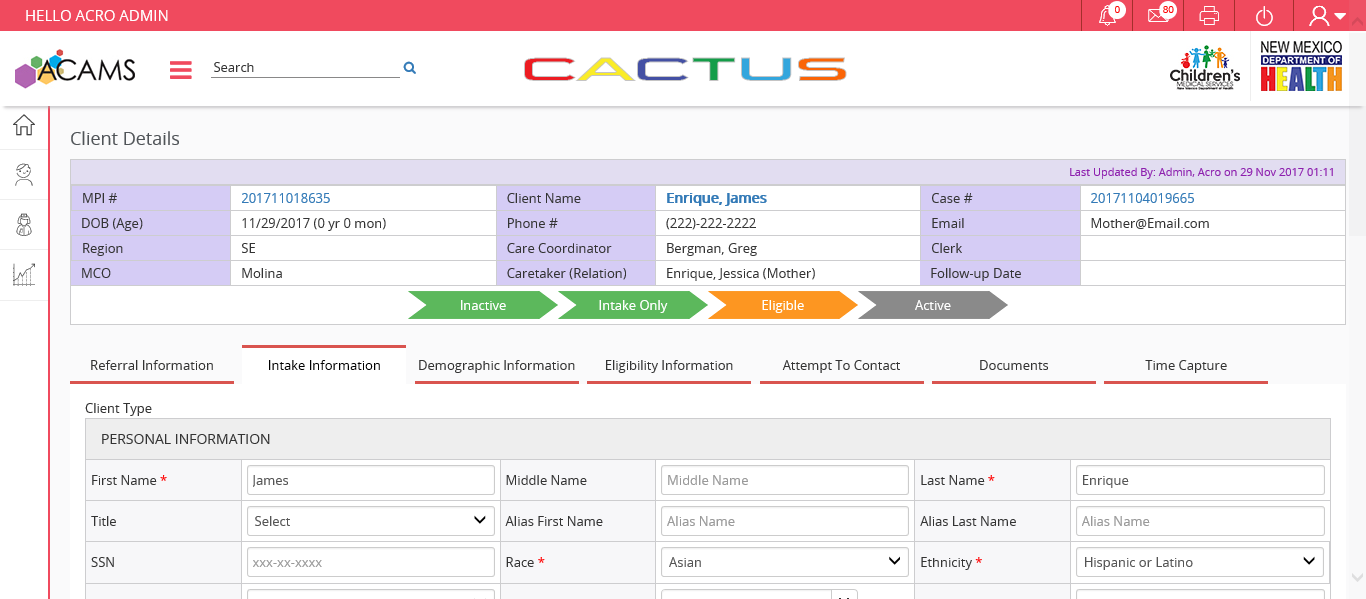 HELLO ACRO ADMIN
0
80
ACAMS
Search
CACTUS
Children's
MEDICAL SERVICES
New Mexico Department of Health
NEW MEXICO
DEPARTMENT OF
HEALTH
Client Details
Last Updated By: Admin, Acro on 29 Nov 2017 01:11
MPI # 201711018635 Client Name Enrique, James Case # 20171104019665
DOB (Age) 11/29/2017 (0 yr 0 mon) Phone # (222)-222-2222 Email Mother@Email.com
Region SE Care Coordinator Bergman, Greg Clerk
MCO Molina Caretaker (Relation) Enrique, Jessica (Mother) Follow-up Date
Inactive Intake Only Eligible Active
Referral Information Intake Information Demographic Information Eligibility Information Attempt To Contact Documents Time Capture
Client Type
PERSONAL INFORMATION
First Name * James Middle Name Middle Name Last Name * Enrique
Title Select Alias First Name Alias Name Alias Last Name Alias Name
SSN xxx-xx-xxxx Race * Asian Ethnicity * Hispanic or Latino